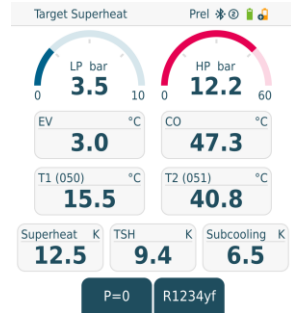 Target Superheat Prel
LP bar HP bar
3.5 12.2
0 10 0 60
EV °C CO °C
3.0 47.3
T1 (050) °C T2 (051) °C
15.5 40.8
Superheat K TSH K Subcooling K
12.5 9.4 6.5
P=0 R1234yf